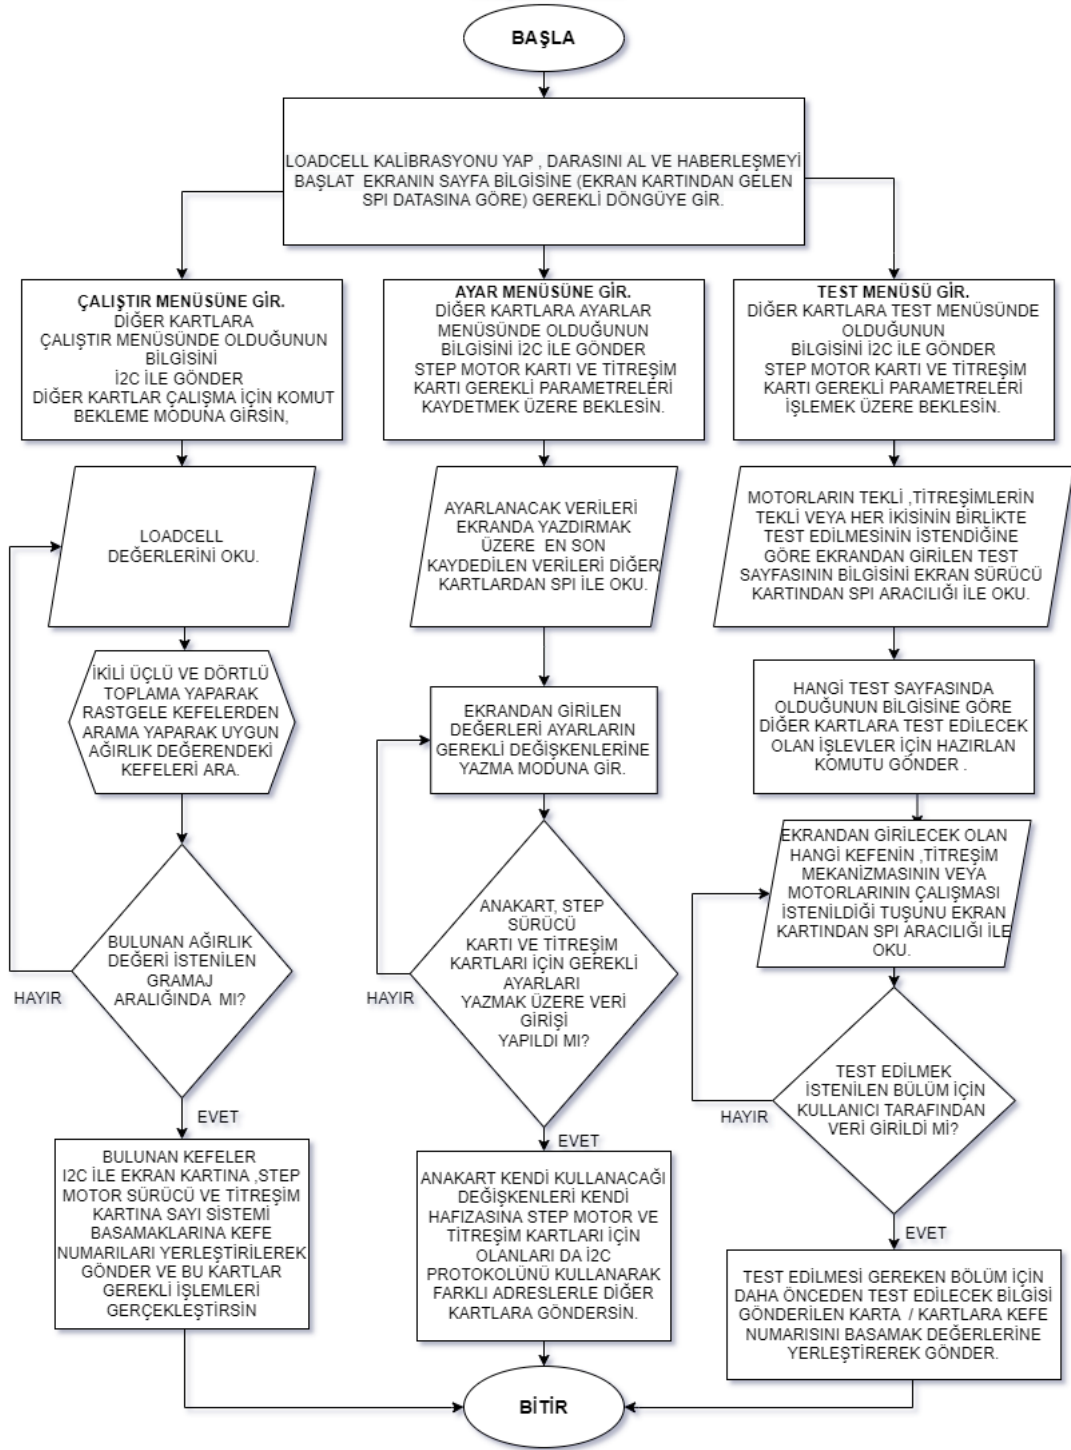 BAŞLA
LOADCELL KALİBRASYONU YAP , DARASINI AL VE HABERLEŞMEYİ
BAŞLAT EKRANIN SAYFA BİLGİSİNE (EKRAN KARTINDAN GELEN
SPI DATASINA GÖRE) GEREKLİ DÖNGÜYE GİR.
ÇALIŞTIR MENÜSÜNE GİR.
DİĞER KARTLARA
ÇALIŞTIR MENÜSÜNDE OLDUĞUNUN
BİLGİSİNİ
İ2C İLE GÖNDER
DİĞER KARTLAR ÇALIŞMA İÇİN KOMUT
BEKLEME MODUNA GİRSİN,
LOADCELL
DEĞERLERİNİ OKU.
İKİLİ ÜÇLÜ VE DÖRTLÜ
TOPLAMA YAPARAK
RASTGELE KEFELERDEN
ARAMA YAPARAK UYGUN
AĞIRLIK DEĞERENDEKİ
KEFELERİ ARA.
BULUNAN AĞIRLIK
DEĞERİ İSTENİLEN
GRAMAJ
ARALIĞINDA MI?
HAYIR
EVET
BULUNAN KEFELER
I2C İLE EKRAN KARTINA ,STEP
MOTOR SÜRÜCÜ VE TİTREŞİM
KARTINA SAYI SİSTEMİ
BASAMAKLARINA KEFE
NUMARILARI YERLEŞTİRİLEREK
GÖNDER VE BU KARTLAR
GEREKLİ İŞLEMLERİ
GERÇEKLEŞTİRSİN
AYAR MENÜSÜNE GİR.
DİĞER KARTLARA AYARLAR
MENÜSÜNDE OLDUĞUNUN
BİLGİSİNİ İ2C İLE GÖNDER
STEP MOTOR KARTI VE TİTREŞİM
KARTI GEREKLİ PARAMETRELERİ
KAYDETMEK ÜZERE BEKLESİN.
AYARLANACAK VERİLERİ
EKRANDA YAZDIRMAK
ÜZERE EN SON
KAYDEDİLEN VERİLERİ DİĞER
KARTLARDAN SPI İLE OKU.
EKRANDAN GİRİLEN
DEĞERLERİ AYARLARIN
GEREKLİ DEĞİŞKENLERİNE
YAZMA MODUNA GİR.
ANAKART, STEP
SÜRÜCÜ
KARTI VE TİTREŞİM
KARTLARI İÇİN GEREKLİ
AYARLARI
YAZMAK ÜZERE VERİ
GİRİŞİ
YAPILDI MI?
HAYIR
EVET
ANAKART KENDİ KULLANACAĞI
DEĞİŞKENLERİ KENDİ
HAFIZASINA STEP MOTOR VE
TİTREŞİM KARTLARI İÇİN
OLANLARI DA İ2C
PROTOKOLÜNÜ KULLANARAK
FARKLI ADRESLERLE DİĞER
KARTLARA GÖNDERSİN.
TEST MENÜSÜ GİR.
DİĞER KARTLARA TEST MENÜSÜNDE
OLDUĞUNUN
BİLGİSİNİ İ2C İLE GÖNDER
STEP MOTOR KARTI VE TİTREŞİM
KARTI GEREKLİ PARAMETRELERİ
İŞLEMEK ÜZERE BEKLESİN.
MOTORLARIN TEKLİ ,TİTREŞİMLERİN
TEKLİ VEYA HER İKİSİNİN BİRLİKTE
TEST EDİLMESİNİN İSTENDİĞİNE
GÖRE EKRANDAN GİRİLEN TEST
SAYFASININ BİLGİSİNİ EKRAN SÜRÜCÜ
KARTINDAN SPI ARACILIĞI İLE OKU.
HANGİ TEST SAYFASINDA
OLDUĞUNUN BİLGİSİNE GÖRE
DİĞER KARTLARA TEST EDİLECEK
OLAN İŞLEVLER İÇİN HAZIRLAN
KOMUTU GÖNDER .
EKRANDAN GİRİLECEK OLAN
HANGİ KEFENİN ,TİTREŞİM
MEKANİZMASININ VEYA
MOTORLARININ ÇALIŞMASI
İSTENİLDİĞİ TUŞUNU EKRAN
KARTINDAN SPI ARACILIĞI İLE
OKU.
TEST EDİLMEK
İSTENİLEN BÜLÜM İÇİN
KULLANICI TARAFINDAN
VERİ GİRİLDİ Mİ?
HAYIR
EVET
TEST EDİLMESİ GEREKEN BÖLÜM İÇİN
DAHA ÖNCEDEN TEST EDİLECEK BİLGİSİ
GÖNDERİLEN KARTA / KARTLARA KEFE
NUMARISINI BASAMAK DEĞERLERİNE
YERLEŞTİREREK GÖNDER.
BİTİR